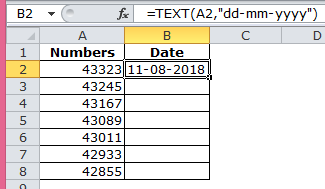 B2 fx =TEXT(A2,"dd-mm-yyyy")
A B C D
1 Numbers Date
2 43323 11-08-2018
3 43245
4 43167
5 43089
6 43011
7 42933
8 42855